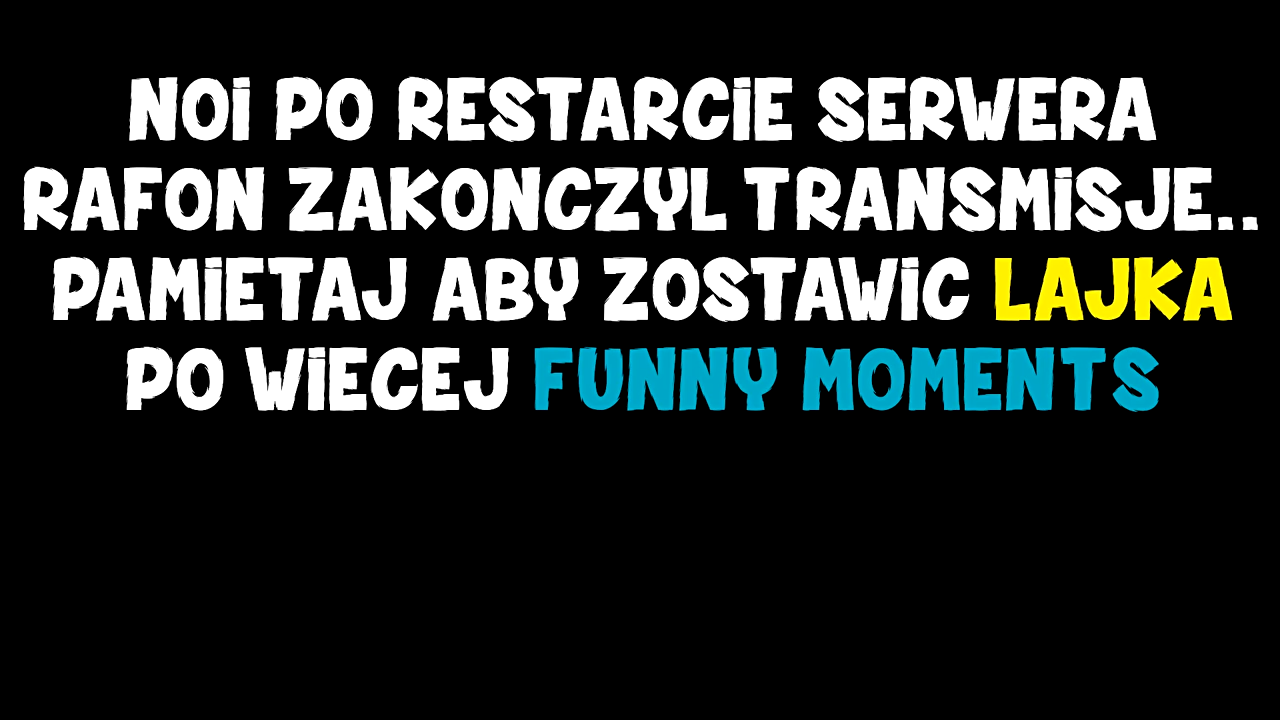 NOi PO RESTARCiE SERWERA
RAFON ZAKONCZYL TRANSMiSJE..
PAMiETAJ ABY ZOSTAWiC LAJKA
PO WiECEJ FUNNY MOMENTS